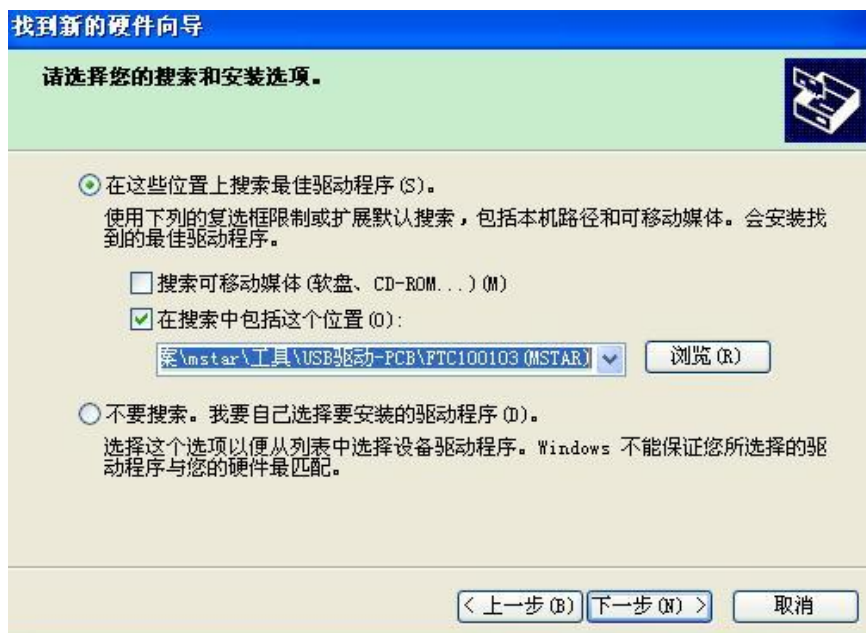 找到新的硬件向导
请选择您的搜索和安装选项。
在这些位置上搜索最佳驱动程序(S)。
使用下列的复选框限制或扩展默认搜索，包括本机路径和可移动媒体。会安装找
到的最佳驱动程序。
搜索可移动媒体(软盘、CD-ROM...)(M)
在搜索中包括这个位置(O):
案\mstar\工具\USB驱动-PCB\FTC100103(MSTAR)
浏览(R)
不要搜索。我要自己选择要安装的驱动程序(D)。
选择这个选项以便从列表中选择设备驱动程序。Windows 不能保证您所选择的驱
动程序与您的硬件最匹配。
< 上一步(B) 下一步(N) > 取消